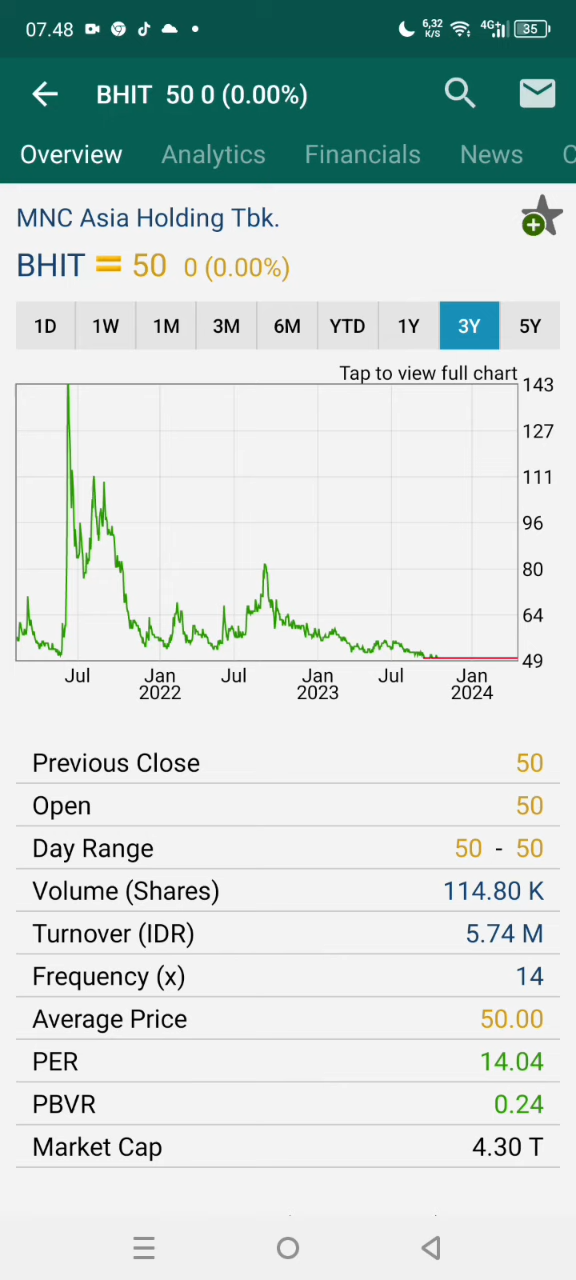 07.48 6,32 K/S 4G+ 35
BHIT 50 0 (0.00%)
Overview Analytics Financials News C
MNC Asia Holding Tbk.
BHIT = 50 0 (0.00%)
1D 1W 1M 3M 6M YTD 1Y 3Y 5Y
Tap to view full chart
143
127
111
96
80
64
49
Jul Jan 2022 Jul Jan 2023 Jul Jan 2024
Previous Close 50
Open 50
Day Range 50 - 50
Volume (Shares) 114.80 K
Turnover (IDR) 5.74 M
Frequency (x) 14
Average Price 50.00
PER 14.04
PBVR 0.24
Market Cap 4.30 T